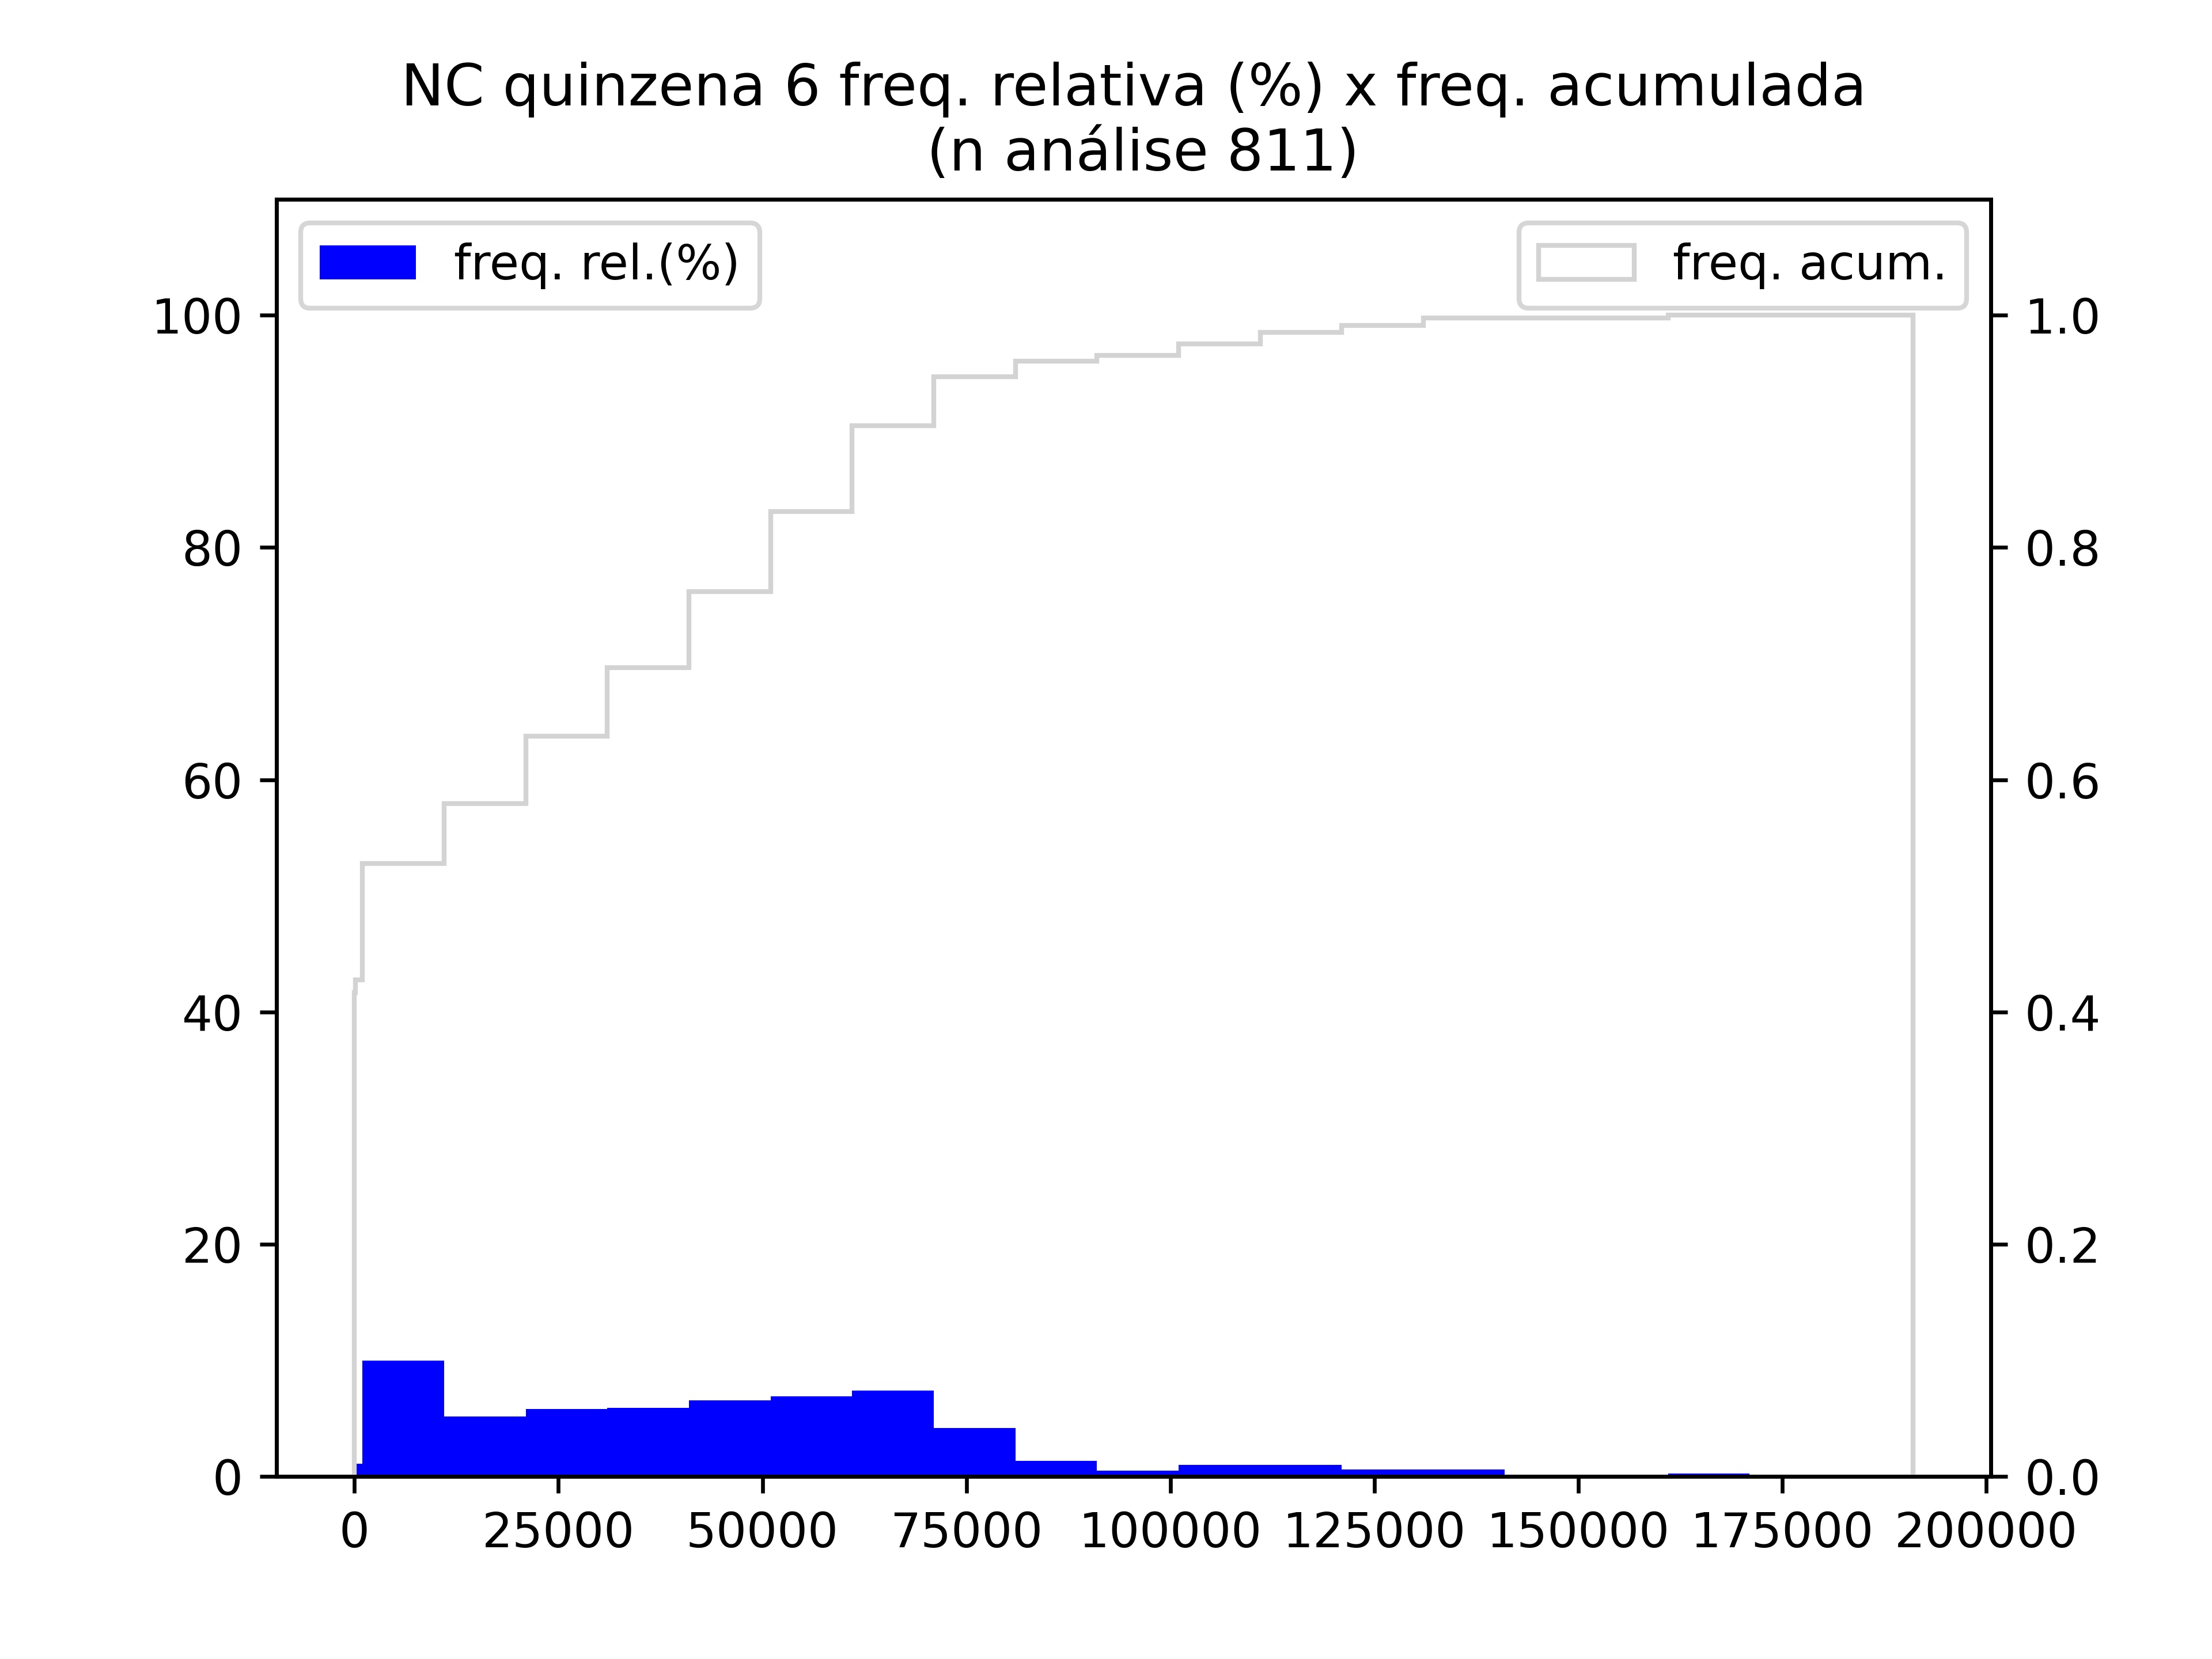 NC quinzena 6 freq. relativa (%) x freq. acumulada
(n análise 811)
freq. rel.(%)
freq. acum.
100
80
60
40
20
0
1.0
0.8
0.6
0.4
0.2
0.0
0 25000 50000 75000 100000 125000 150000 175000 200000